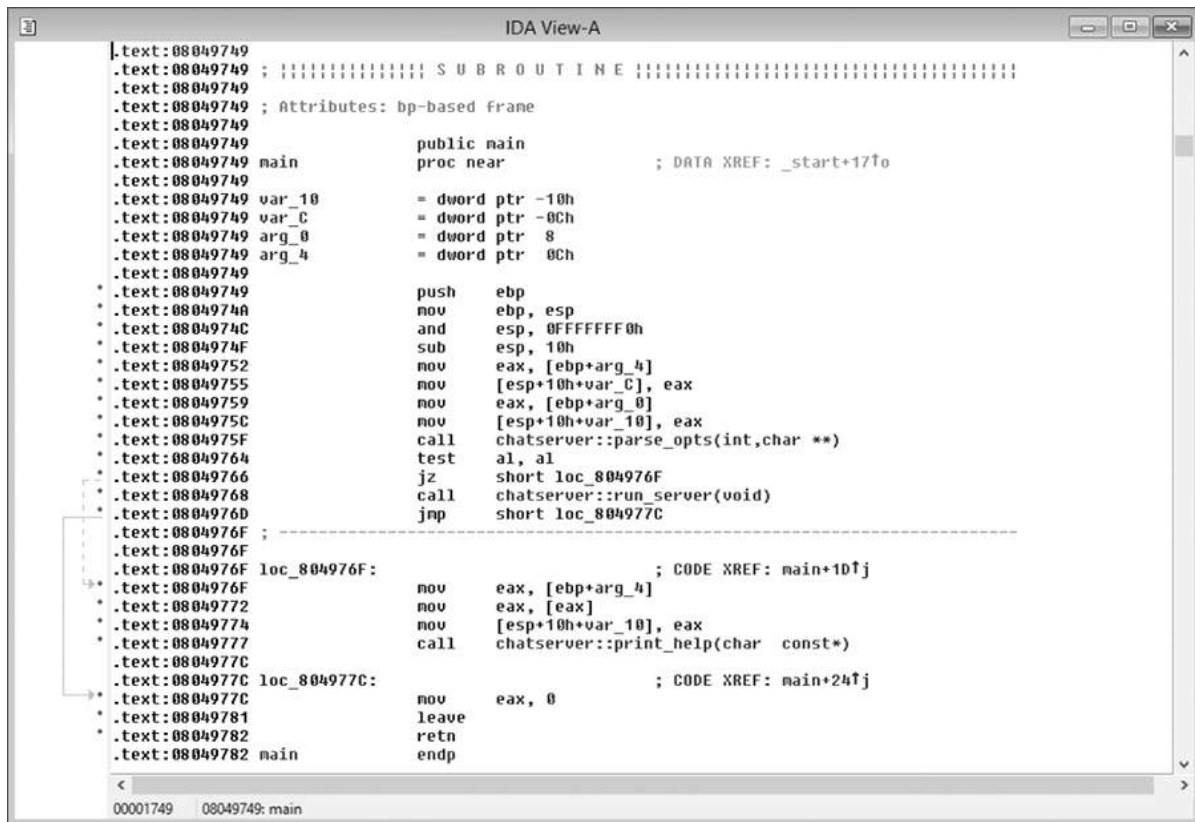 IDA View-A
.text:08049749
.text:08049749 ; ¦¦¦¦¦¦¦¦¦¦¦¦¦¦¦ S U B R O U T I N E ¦¦¦¦¦¦¦¦¦¦¦¦¦¦¦¦¦¦¦¦¦¦¦¦¦¦¦¦¦¦¦¦¦¦¦¦¦¦¦
.text:08049749
.text:08049749 ; Attributes: bp-based frame
.text:08049749
.text:08049749 public main
.text:08049749 main proc near ; DATA XREF: _start+17↑o
.text:08049749
.text:08049749 var_10 = dword ptr -10h
.text:08049749 var_C = dword ptr -0Ch
.text:08049749 arg_0 = dword ptr 8
.text:08049749 arg_4 = dword ptr 0Ch
.text:08049749
.text:08049749 push ebp
.text:0804974A mov ebp, esp
.text:0804974C and esp, 0FFFFFFF0h
.text:0804974F sub esp, 10h
.text:08049752 mov eax, [ebp+arg_4]
.text:08049755 mov [esp+10h+var_C], eax
.text:08049759 mov eax, [ebp+arg_0]
.text:0804975C mov [esp+10h+var_10], eax
.text:0804975F call chatserver::parse_opts(int,char **)
.text:08049764 test al, al
.text:08049766 jz short loc_804976F
.text:08049768 call chatserver::run_server(void)
.text:0804976D jmp short loc_804977C
.text:0804976F ; ---------------------------------------------------------------------------
.text:0804976F
.text:0804976F loc_804976F: ; CODE XREF: main+1D↑j
.text:0804976F mov eax, [ebp+arg_4]
.text:08049772 mov eax, [eax]
.text:08049774 mov [esp+10h+var_10], eax
.text:08049777 call chatserver::print_help(char const*)
.text:0804977C
.text:0804977C loc_804977C: ; CODE XREF: main+24↑j
.text:0804977C mov eax, 0
.text:08049781 leave
.text:08049782 retn
.text:08049782 main endp
00001749 08049749: main